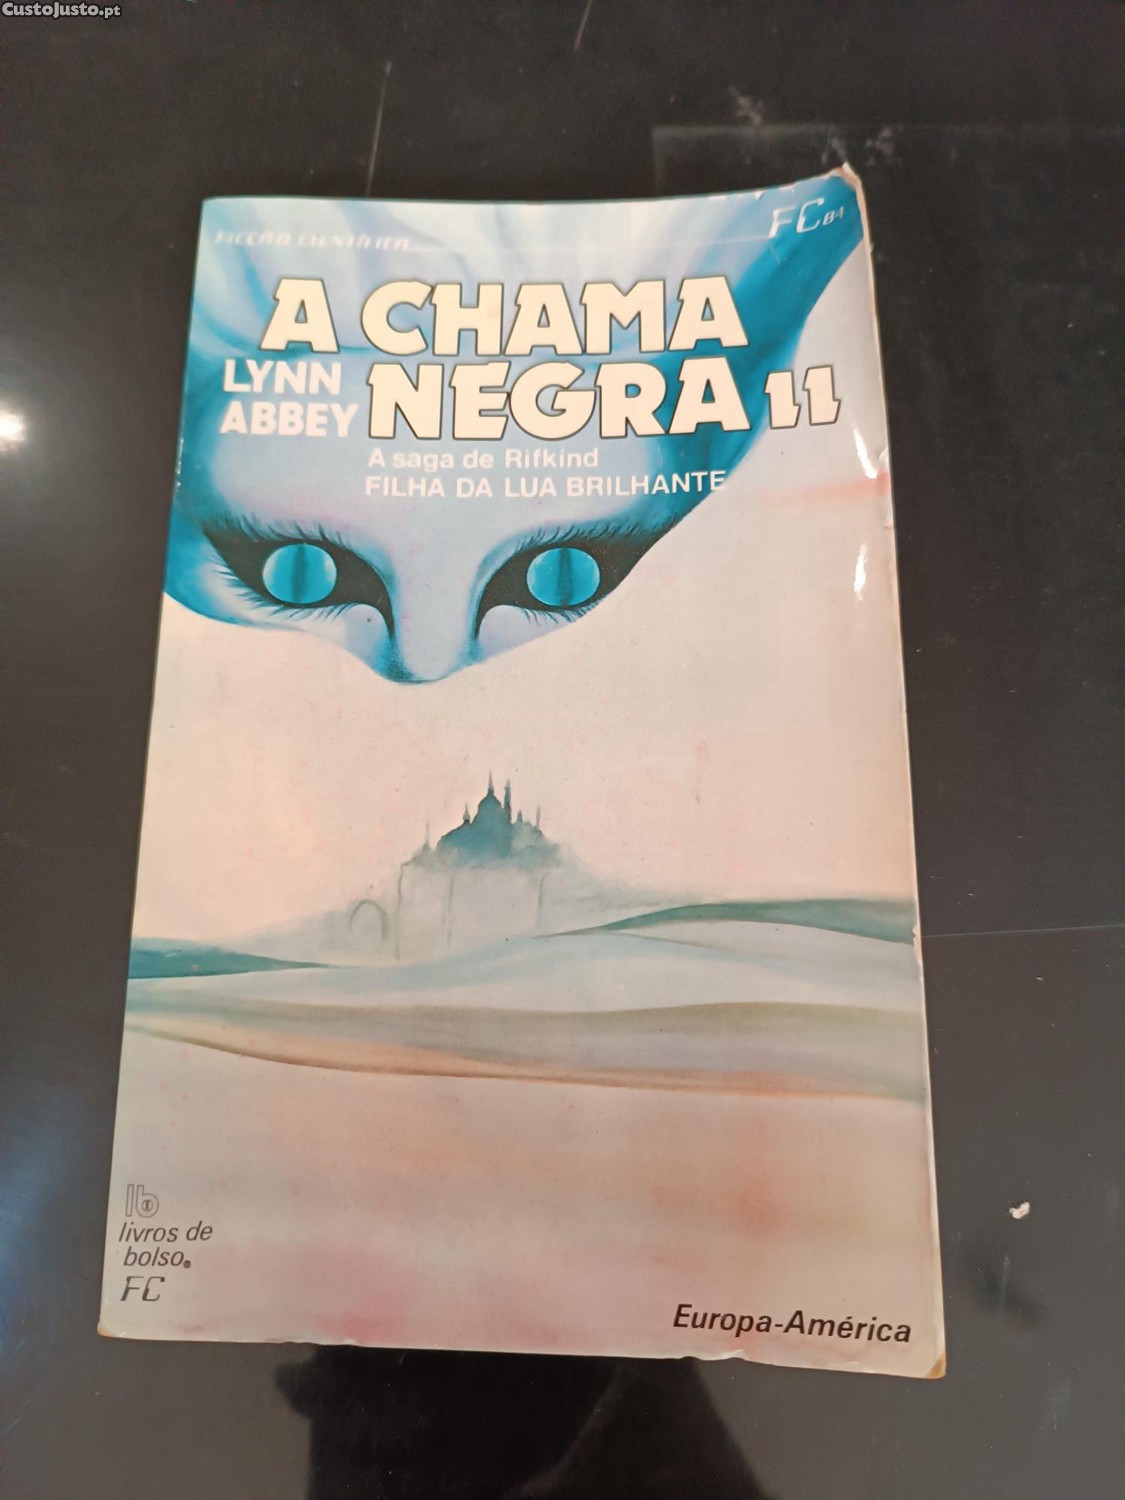 CustoJusto.pt
FICÇÃO CIENTÍFICA
FC 84
A CHAMA
LYNN
ABBEY
NEGRA II
A saga de Rifkind
FILHA DA LUA BRILHANTE
lb
livros de
bolso®
FC
Europa-América